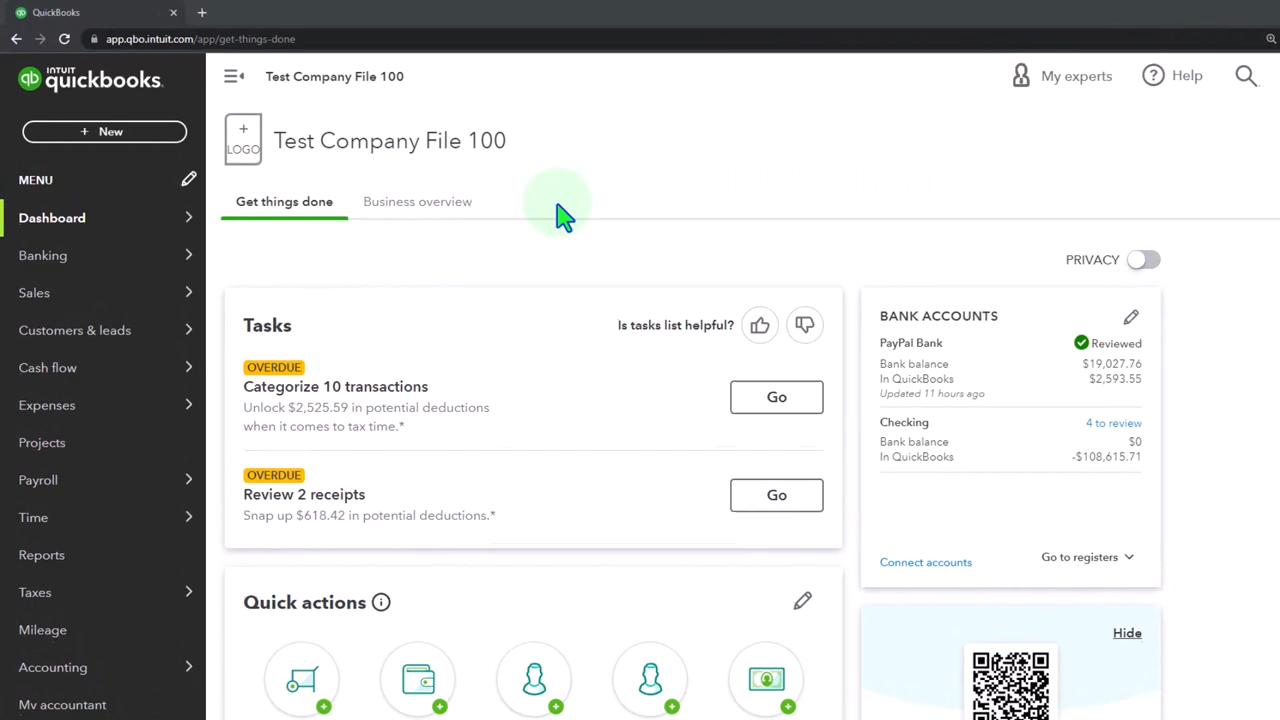 QuickBooks
app.qbo.intuit.com/app/get-things-done
INTUIT
quickbooks
Test Company File 100
My experts
Help
+ New
+
LOGO
Test Company File 100
MENU
Get things done
Business overview
Dashboard
Banking
Sales
Customers & leads
Cash flow
Expenses
Projects
Payroll
Time
Reports
Taxes
Mileage
Accounting
My accountant
PRIVACY
Tasks
Is tasks list helpful?
OVERDUE
Categorize 10 transactions
Unlock $2,525.59 in potential deductions
when it comes to tax time.*
Go
OVERDUE
Review 2 receipts
Snap up $618.42 in potential deductions.*
Go
Quick actions
BANK ACCOUNTS
PayPal Bank
Reviewed
Bank balance $19,027.76
In QuickBooks $2,593.55
Updated 11 hours ago
Checking
4 to review
Bank balance $0
In QuickBooks -$108,615.71
Connect accounts
Go to registers
Hide